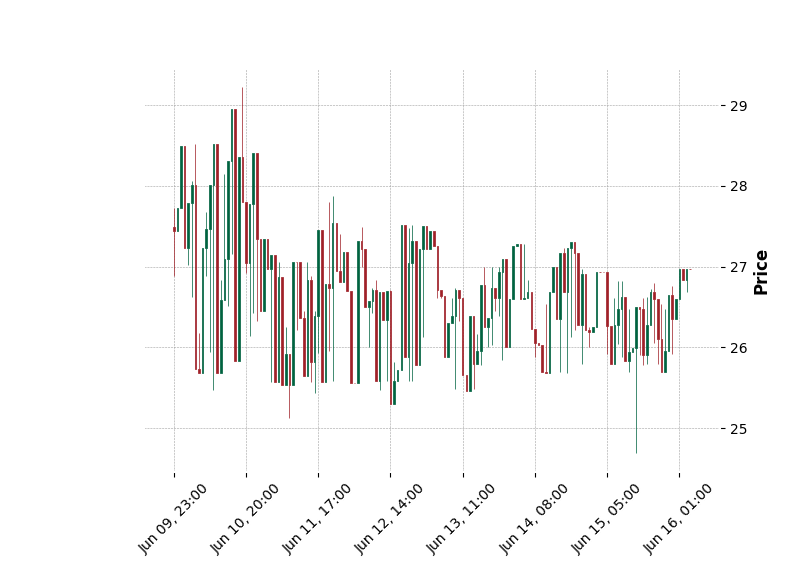 29
28
27
26
25
Price
Jun 09, 23:00
Jun 10, 20:00
Jun 11, 17:00
Jun 12, 14:00
Jun 13, 11:00
Jun 14, 08:00
Jun 15, 05:00
Jun 16, 01:00